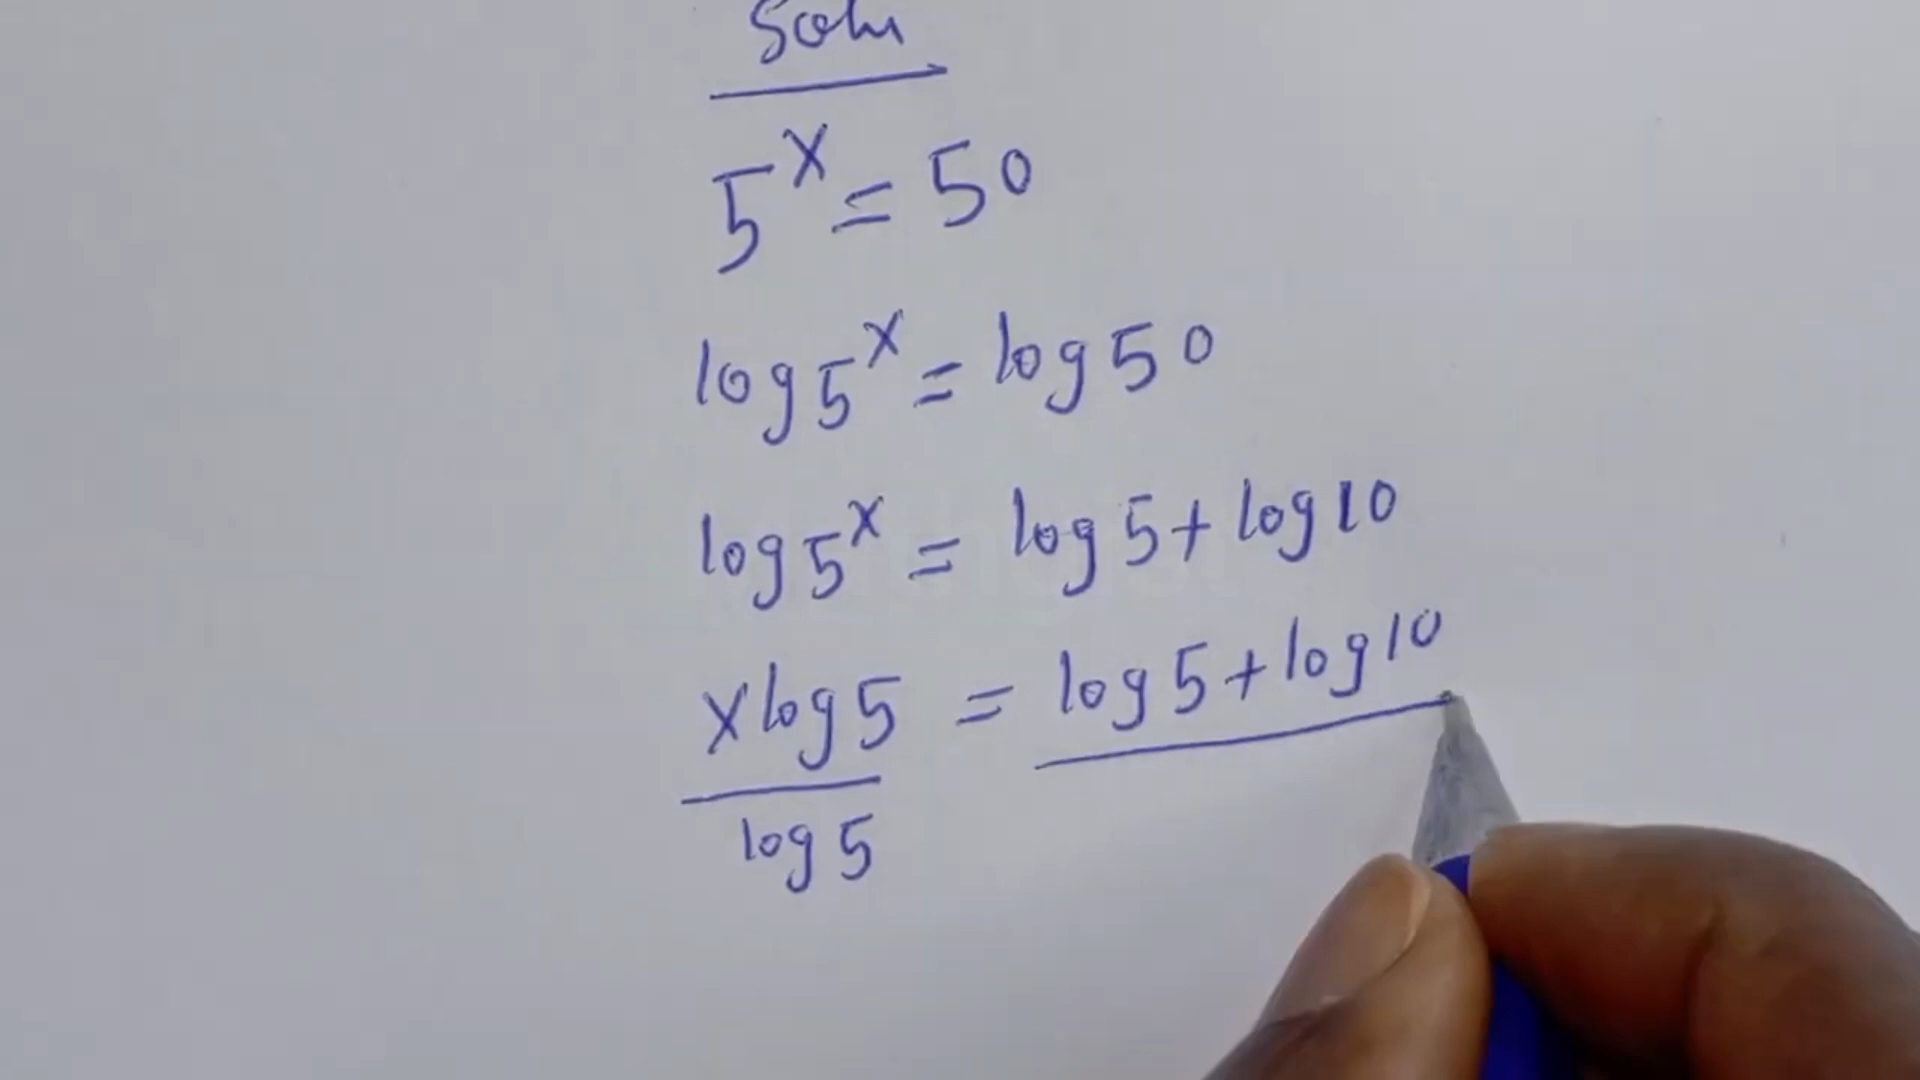 Soln
5^x = 50
log 5^x = log 50
log 5^x = log 5 + log 10
x log 5 = log 5 + log 10
log 5